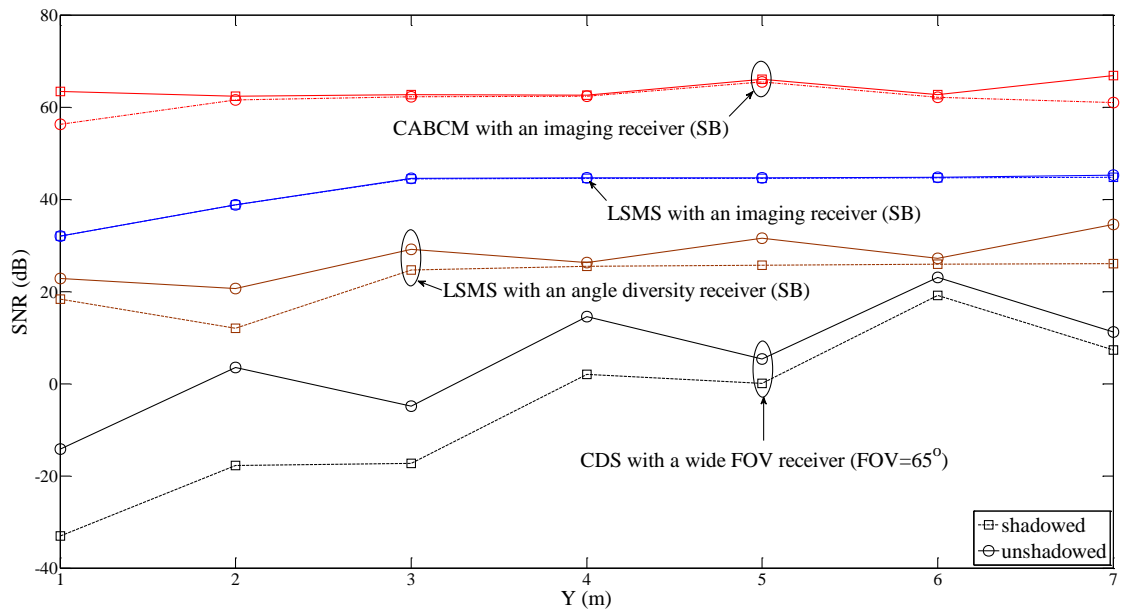 80
60
40
20
0
-20
-40
SNR (dB)
CABCM with an imaging receiver (SB)
LSMS with an imaging receiver (SB)
LSMS with an angle diversity receiver (SB)
CDS with a wide FOV receiver (FOV=65°)
shadowed
unshadowed
1 2 3 4 5 6 7
Y (m)